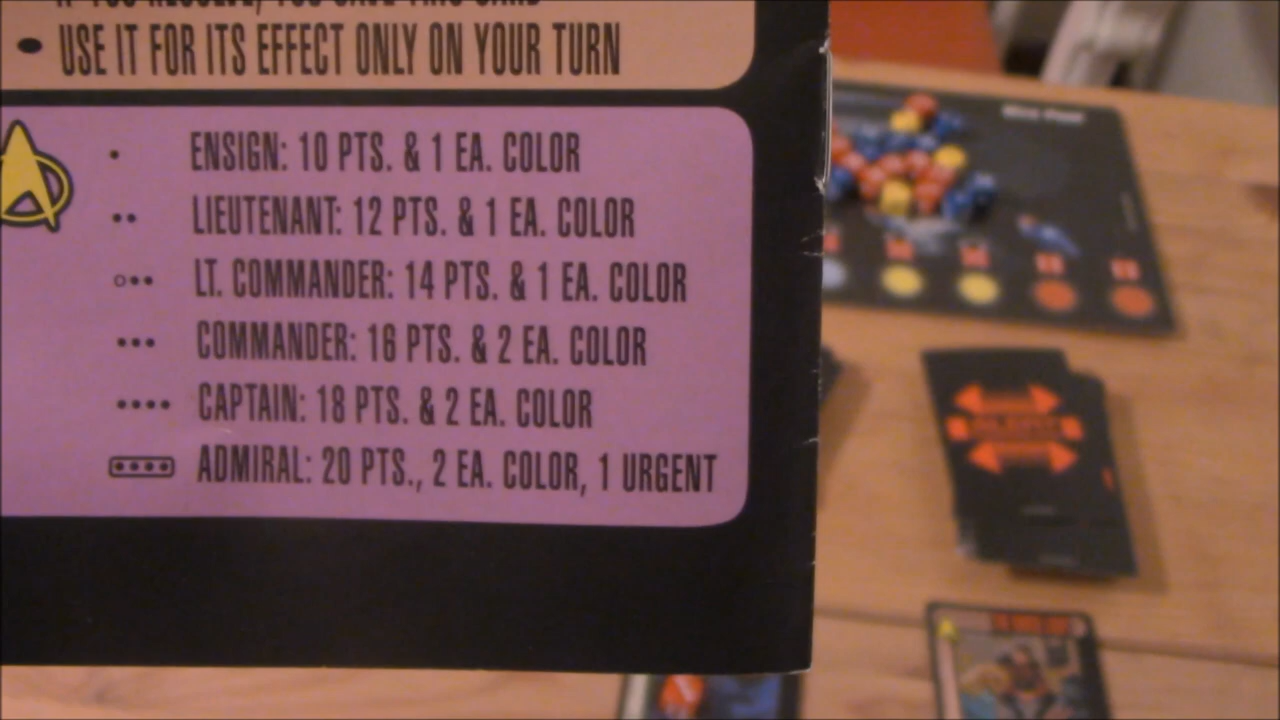 USE IT FOR ITS EFFECT ONLY ON YOUR TURN
ENSIGN: 10 PTS. & 1 EA. COLOR
LIEUTENANT: 12 PTS. & 1 EA. COLOR
LT. COMMANDER: 14 PTS. & 1 EA. COLOR
COMMANDER: 16 PTS. & 2 EA. COLOR
CAPTAIN: 18 PTS. & 2 EA. COLOR
ADMIRAL: 20 PTS., 2 EA. COLOR, 1 URGENT